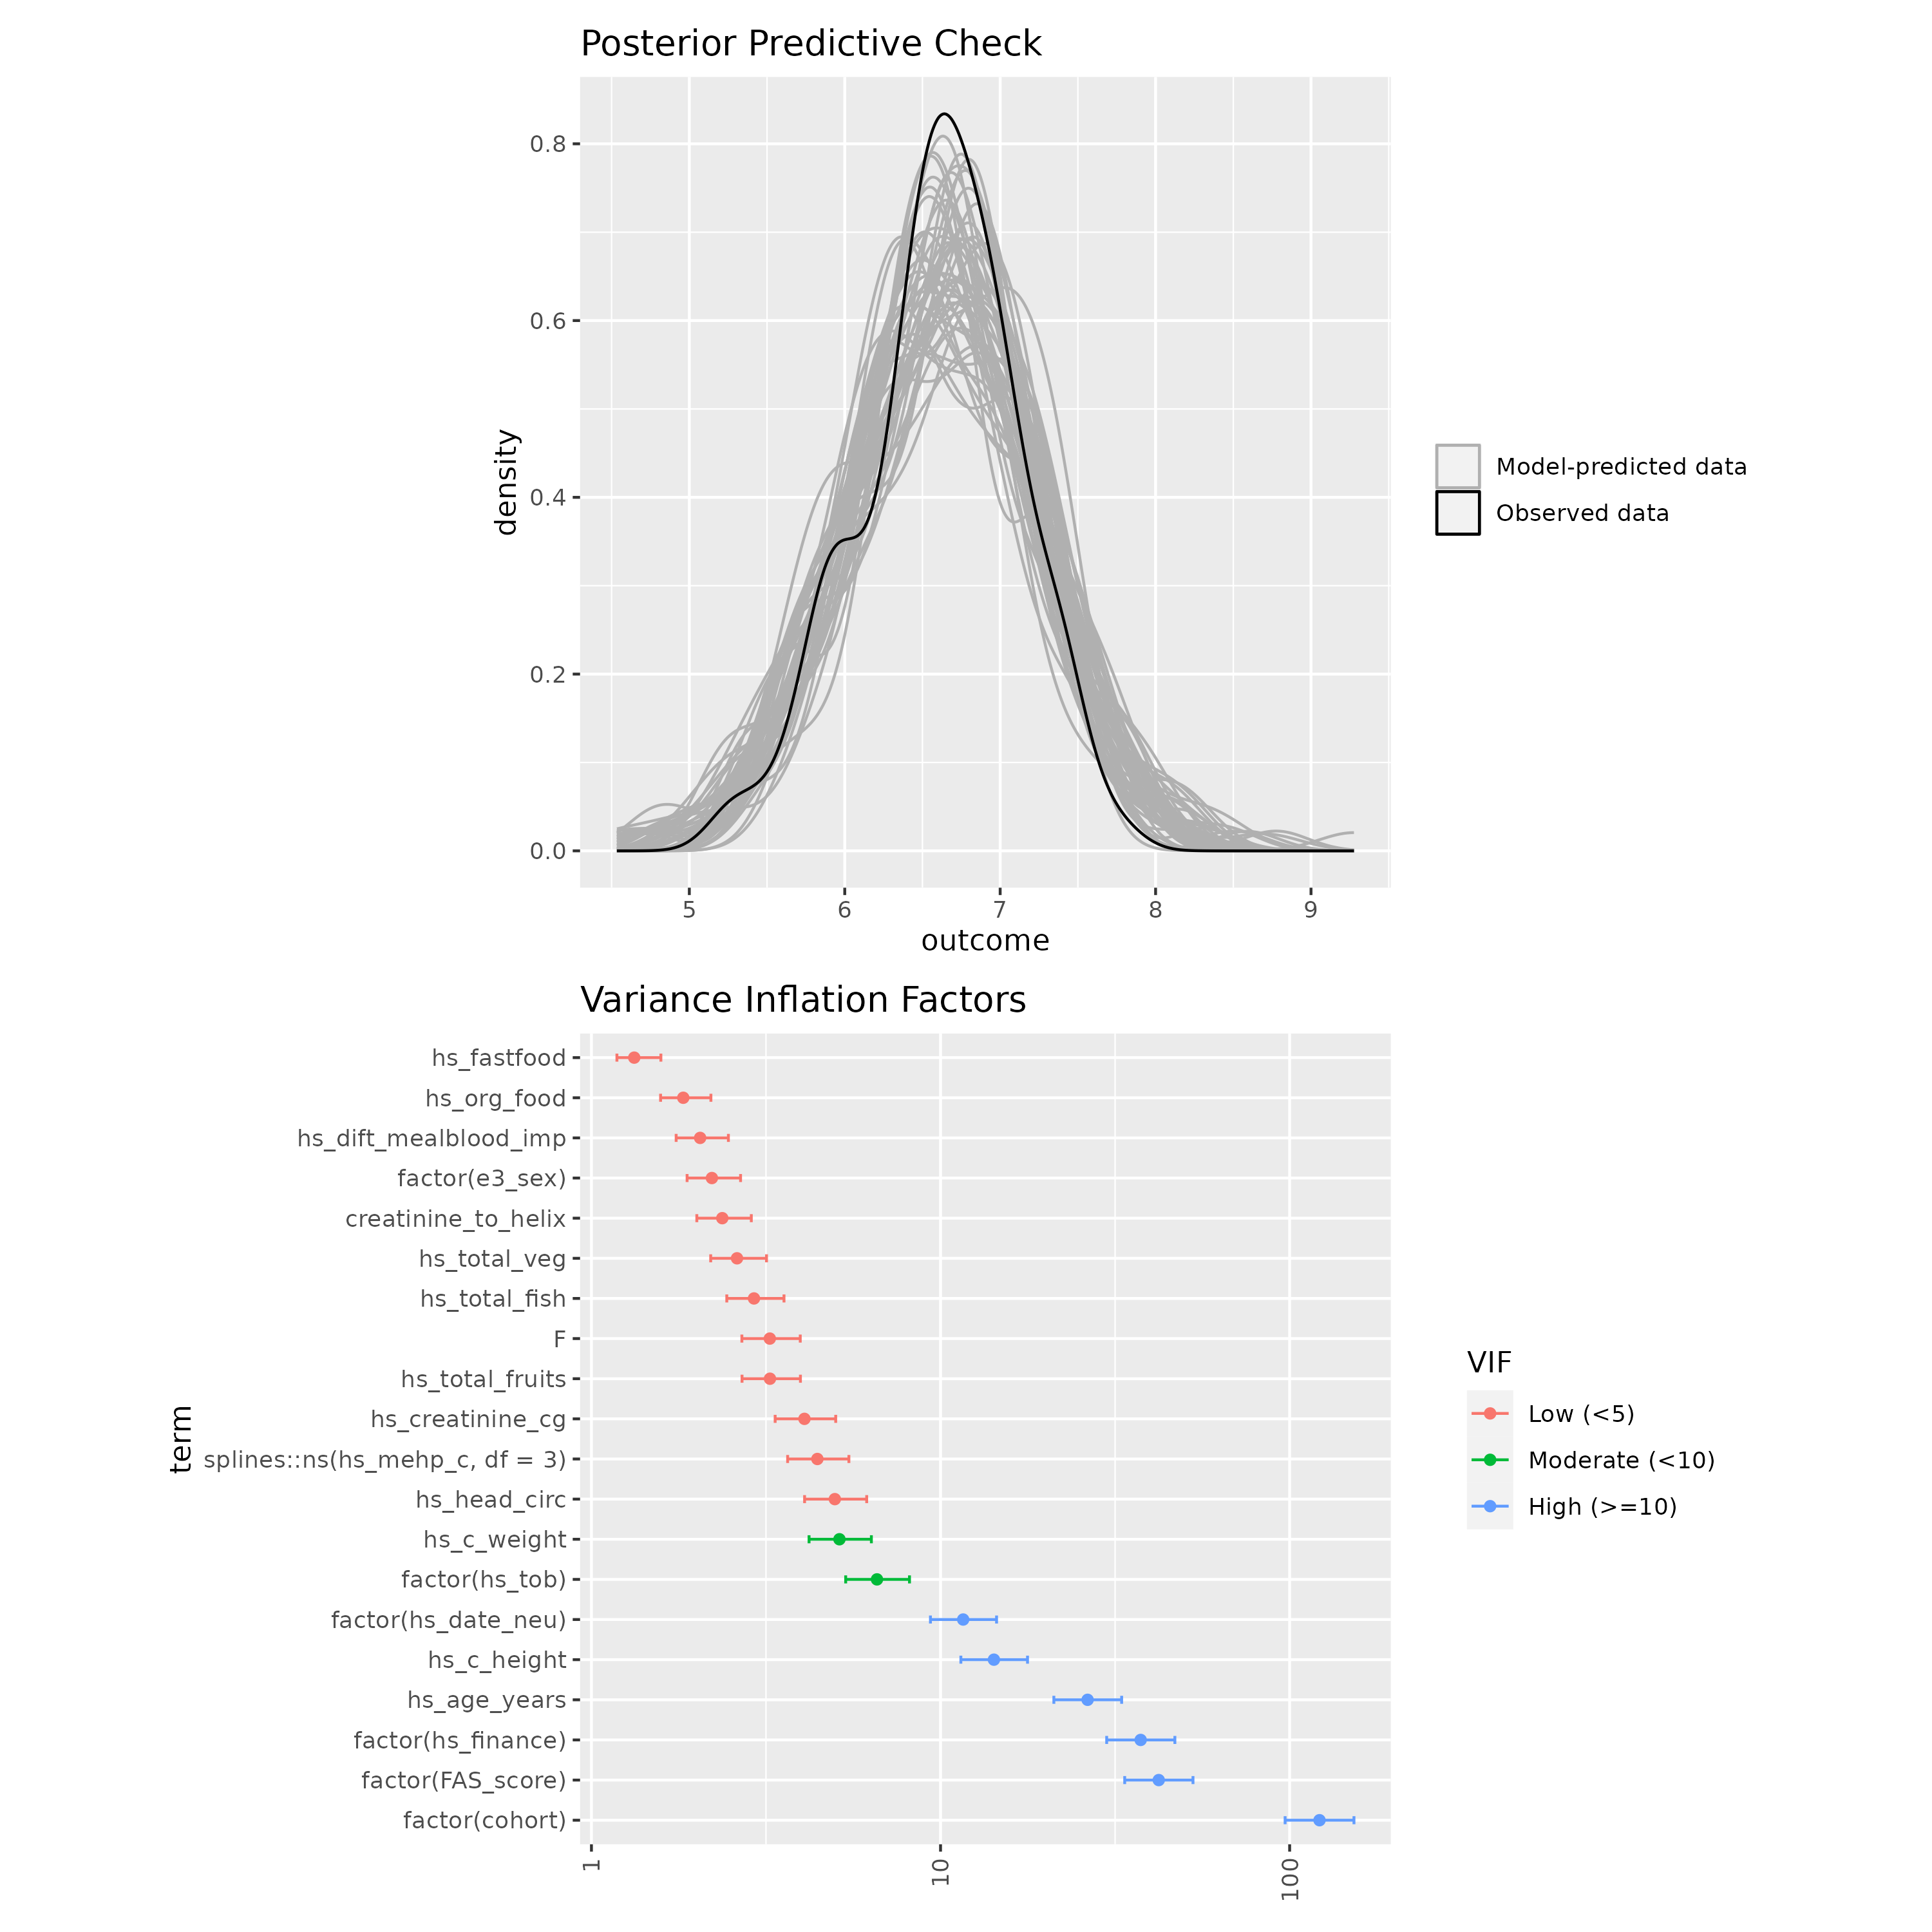 Posterior Predictive Check
density
0.8
0.6
0.4
0.2
0.0
5 6 7 8 9
outcome
Model-predicted data
Observed data
Variance Inflation Factors
term
hs_fastfood
hs_org_food
hs_dift_mealblood_imp
factor(e3_sex)
creatinine_to_helix
hs_total_veg
hs_total_fish
F
hs_total_fruits
hs_creatinine_cg
splines::ns(hs_mehp_c, df = 3)
hs_head_circ
hs_c_weight
factor(hs_tob)
factor(hs_date_neu)
hs_c_height
hs_age_years
factor(hs_finance)
factor(FAS_score)
factor(cohort)
1 10 100
VIF
Low (<5)
Moderate (<10)
High (>=10)